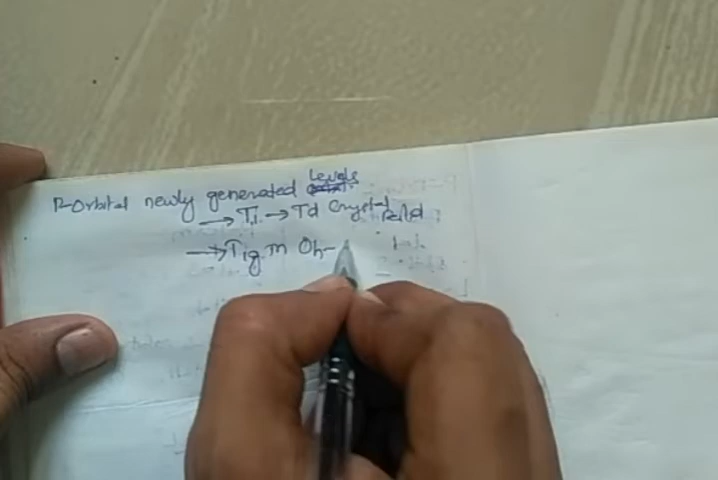 P-Orbital newly generated Levels
→ T1 → Td Crystal Field
→ T1g in Oh-